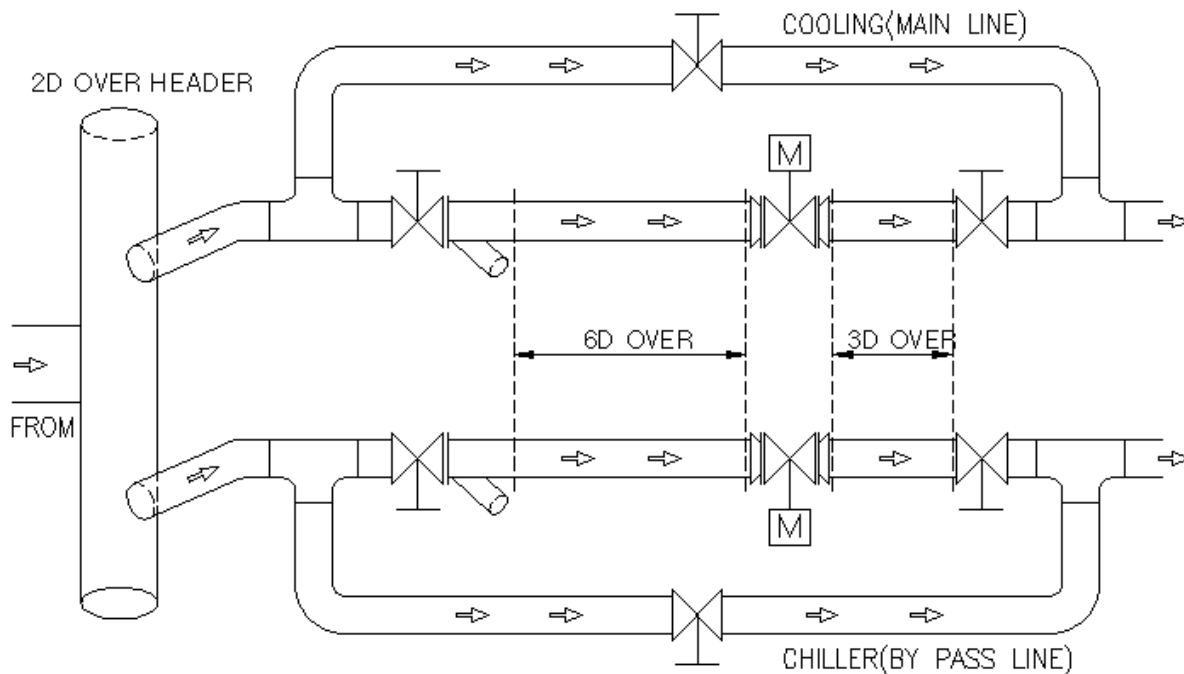 COOLING(MAIN LINE)
2D OVER HEADER
M
6D OVER
3D OVER
FROM
M
CHILLER(BY PASS LINE)